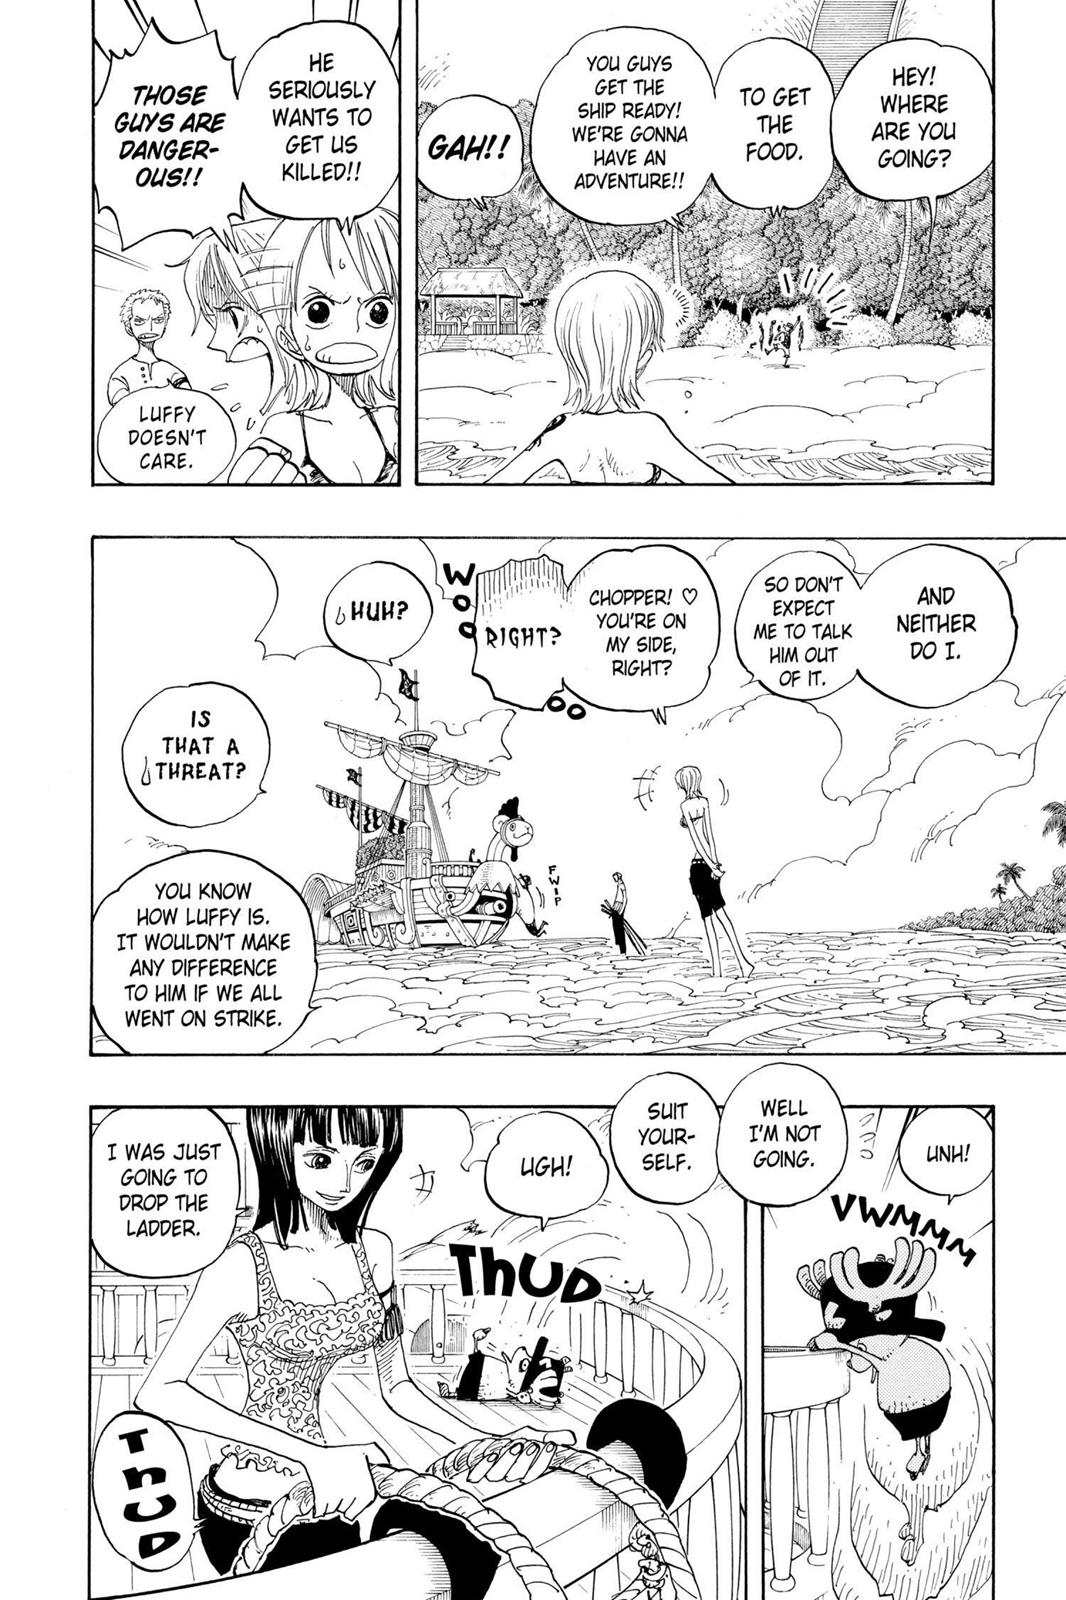 HEY!
WHERE
ARE YOU
GOING?
TO GET
THE
FOOD.
YOU GUYS
GET THE
SHIP READY!
WE'RE GONNA
HAVE AN
ADVENTURE!!
GAH!!
HE
SERIOUSLY
WANTS TO
GET US
KILLED!!
THOSE
GUYS ARE
DANGER-
OUS!!
LUFFY
DOESN'T
CARE.
AND
NEITHER
DO I.
SO DON'T
EXPECT
ME TO TALK
HIM OUT
OF IT.
CHOPPER! ♡
YOU'RE ON
MY SIDE,
RIGHT?
RIGHT?
WOO
OO
HUH?
IS
THAT A
THREAT?
FWIP
YOU KNOW
HOW LUFFY IS.
IT WOULDN'T MAKE
ANY DIFFERENCE
TO HIM IF WE ALL
WENT ON STRIKE.
UNH!
VWMMM
WELL
I'M NOT
GOING.
SUIT
YOUR-
SELF.
UGH!
THUD
I WAS JUST
GOING TO
DROP THE
LADDER.
THUD